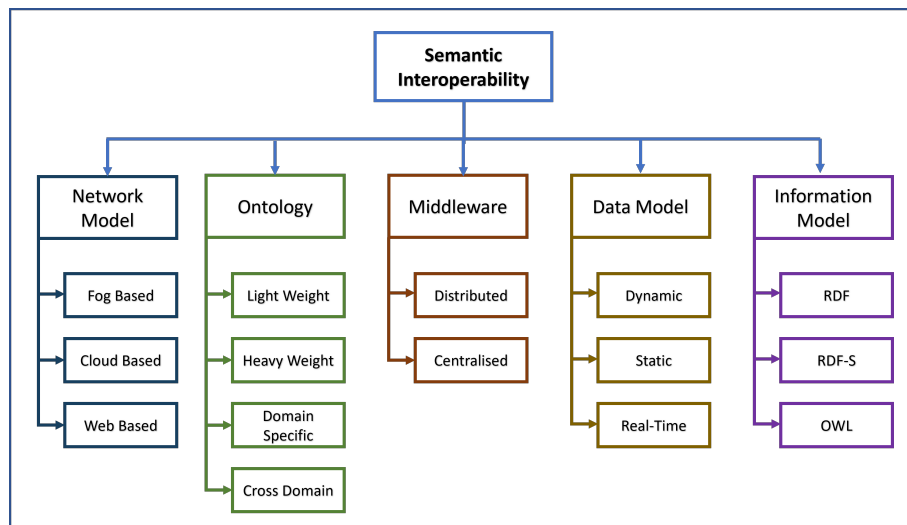 Semantic
Interoperability
Network
Model
Ontology
Middleware
Data Model
Information
Model
Fog Based
Light Weight
Distributed
Dynamic
RDF
Cloud Based
Heavy Weight
Centralised
Static
RDF-S
Web Based
Domain
Specific
Real-Time
OWL
Cross Domain